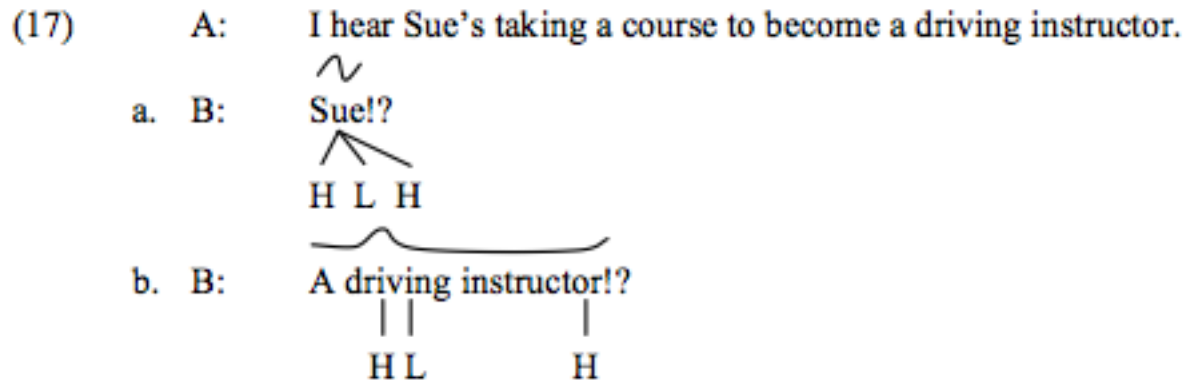 (17) A: I hear Sue's taking a course to become a driving instructor.
a. B: Sue!?
H L H
b. B: A driving instructor!?
H L H